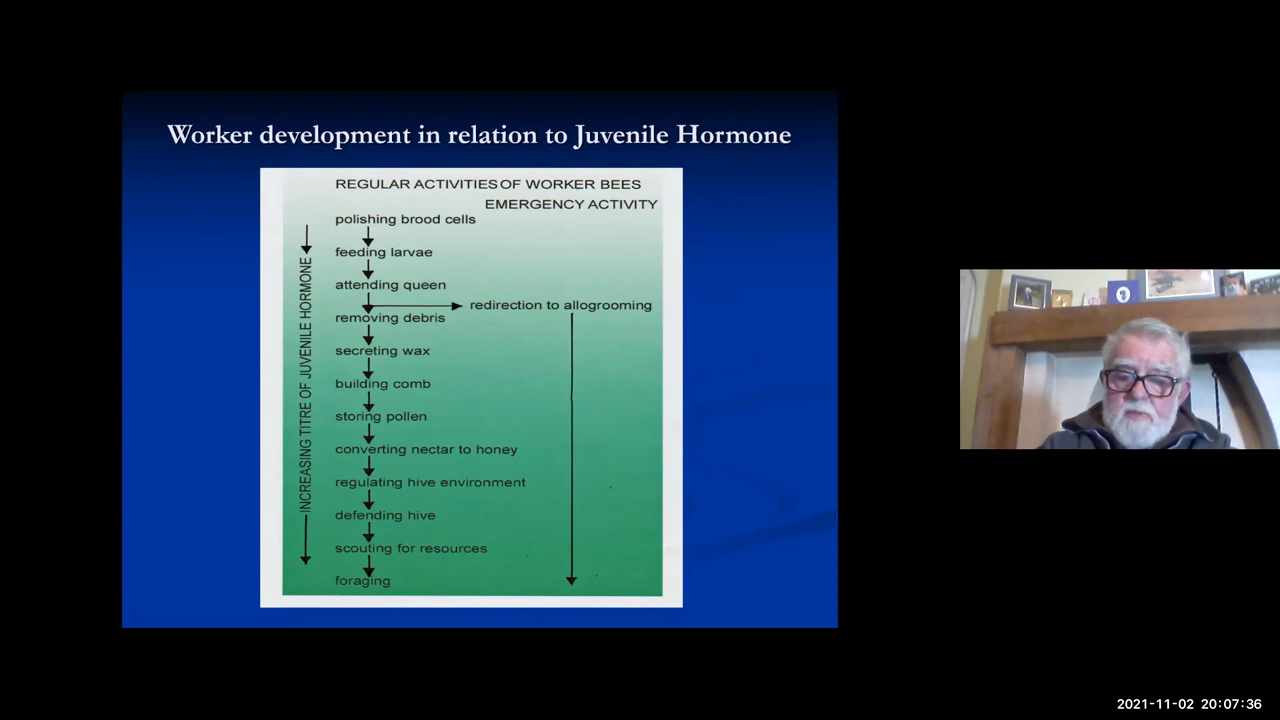 Worker development in relation to Juvenile Hormone
REGULAR ACTIVITIES OF WORKER BEES
EMERGENCY ACTIVITY
polishing brood cells
feeding larvae
attending queen
redirection to allogrooming
removing debris
secreting wax
building comb
storing pollen
converting nectar to honey
regulating hive environment
defending hive
scouting for resources
foraging
INCREASING TITRE OF JUVENILE HORMONE
2021-11-02 20:07:36